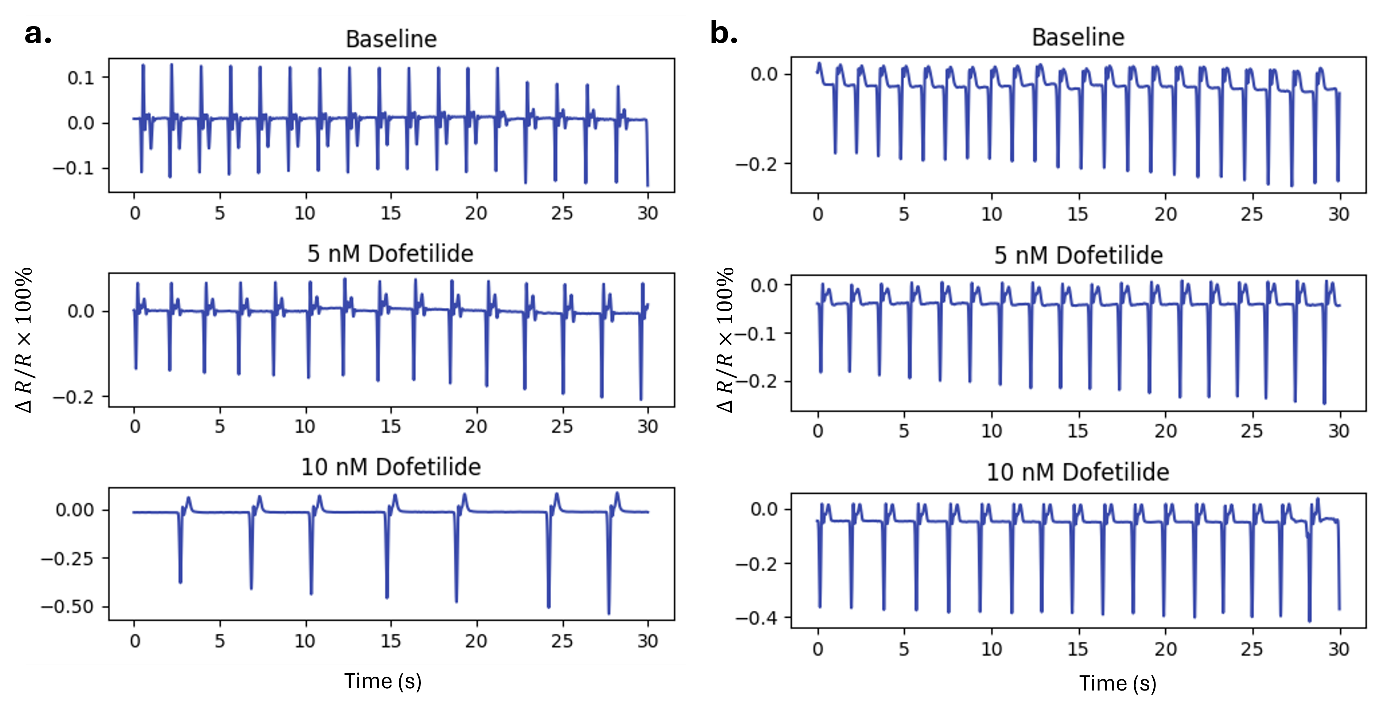 a.
Baseline
0.1
0.0
−0.1
0 5 10 15 20 25 30
5 nM Dofetilide
0.0
−0.2
0 5 10 15 20 25 30
10 nM Dofetilide
0.00
−0.25
−0.50
0 5 10 15 20 25 30
Δ R/R × 100%
Time (s)
b.
Baseline
0.0
−0.2
0 5 10 15 20 25 30
5 nM Dofetilide
0.0
−0.1
−0.2
0 5 10 15 20 25 30
10 nM Dofetilide
0.0
−0.2
−0.4
0 5 10 15 20 25 30
Δ R/R × 100%
Time (s)